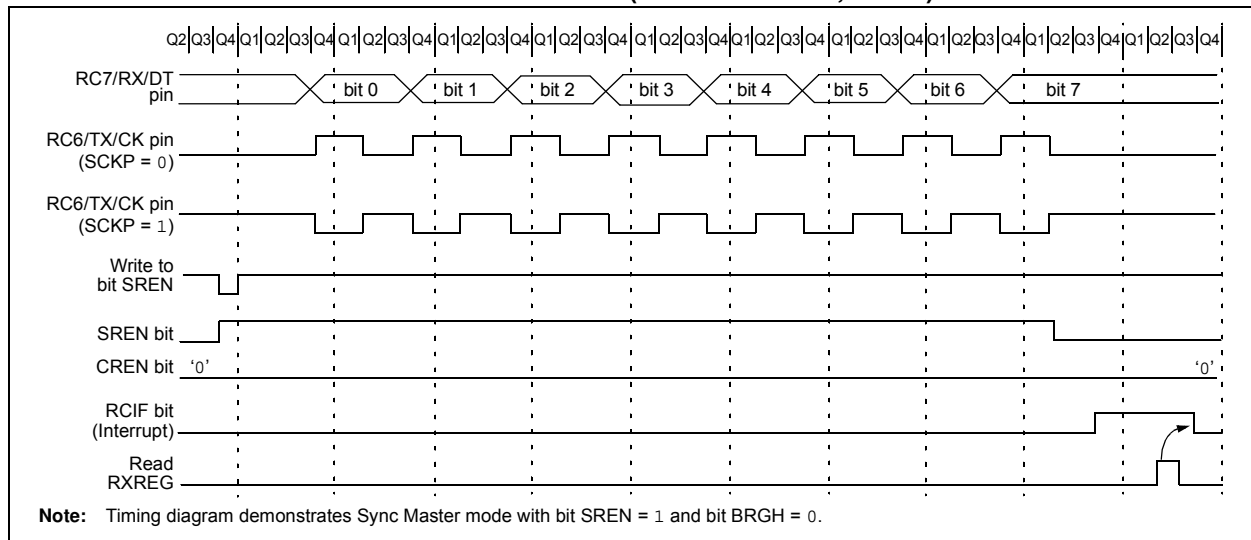 Q2 Q3 Q4 Q1 Q2 Q3 Q4 Q1 Q2 Q3 Q4 Q1 Q2 Q3 Q4 Q1 Q2 Q3 Q4 Q1 Q2 Q3 Q4 Q1 Q2 Q3 Q4 Q1 Q2 Q3 Q4 Q1 Q2 Q3 Q4 Q1 Q2 Q3 Q4 Q1 Q2 Q3 Q4
RC7/RX/DT
pin
bit 0 bit 1 bit 2 bit 3 bit 4 bit 5 bit 6 bit 7
RC6/TX/CK pin
(SCKP = 0)
RC6/TX/CK pin
(SCKP = 1)
Write to
bit SREN
SREN bit
CREN bit ‘0’ ‘0’
RCIF bit
(Interrupt)
Read
RXREG
Note: Timing diagram demonstrates Sync Master mode with bit SREN = 1 and bit BRGH = 0.